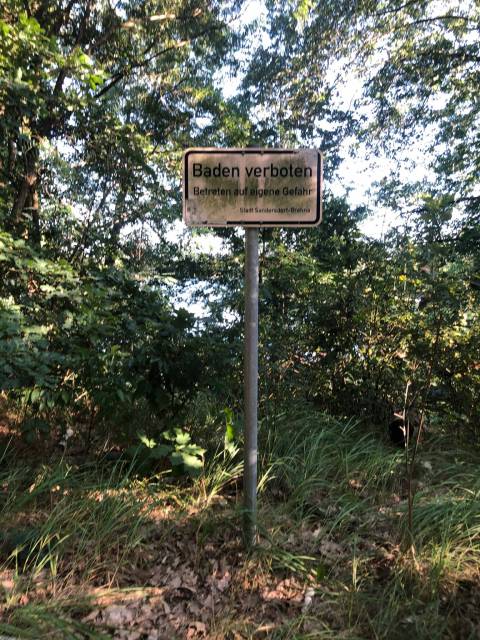 Baden verboten
Betreten auf eigene Gefahr
Stadt Sandersdorf-Brehna